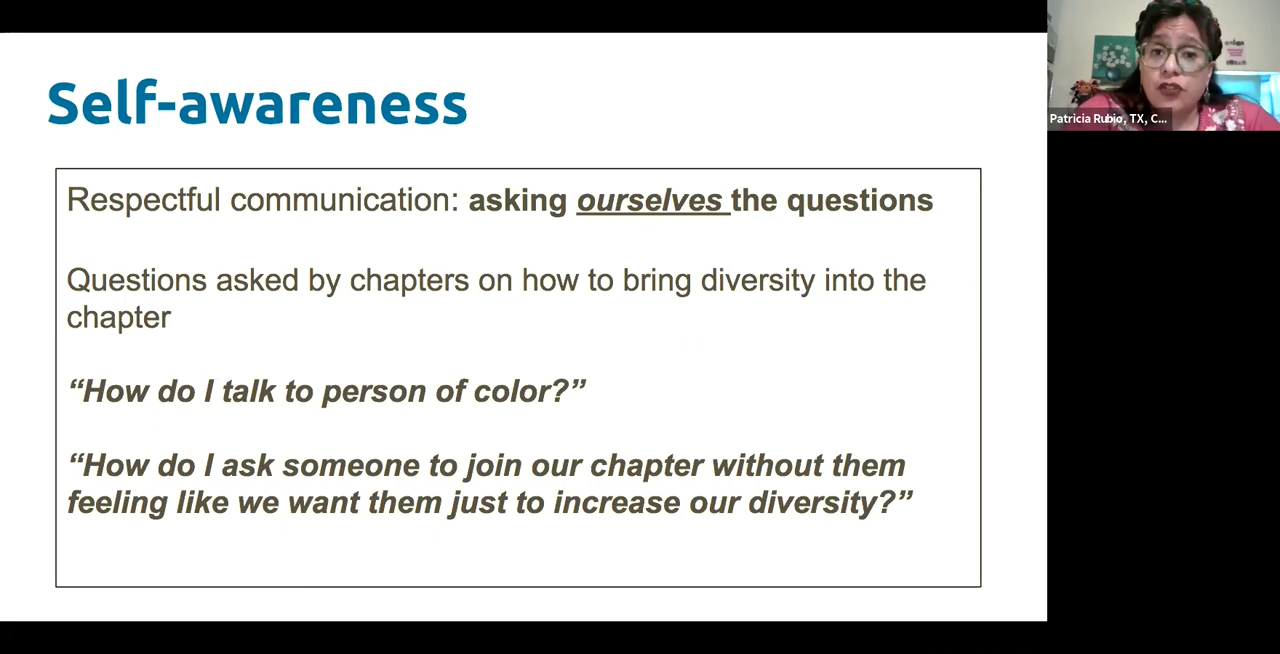 Self-awareness
Respectful communication: asking ourselves the questions
Questions asked by chapters on how to bring diversity into the
chapter
“How do I talk to person of color?”
“How do I ask someone to join our chapter without them
feeling like we want them just to increase our diversity?”
Patricia Rubio, TX, C...